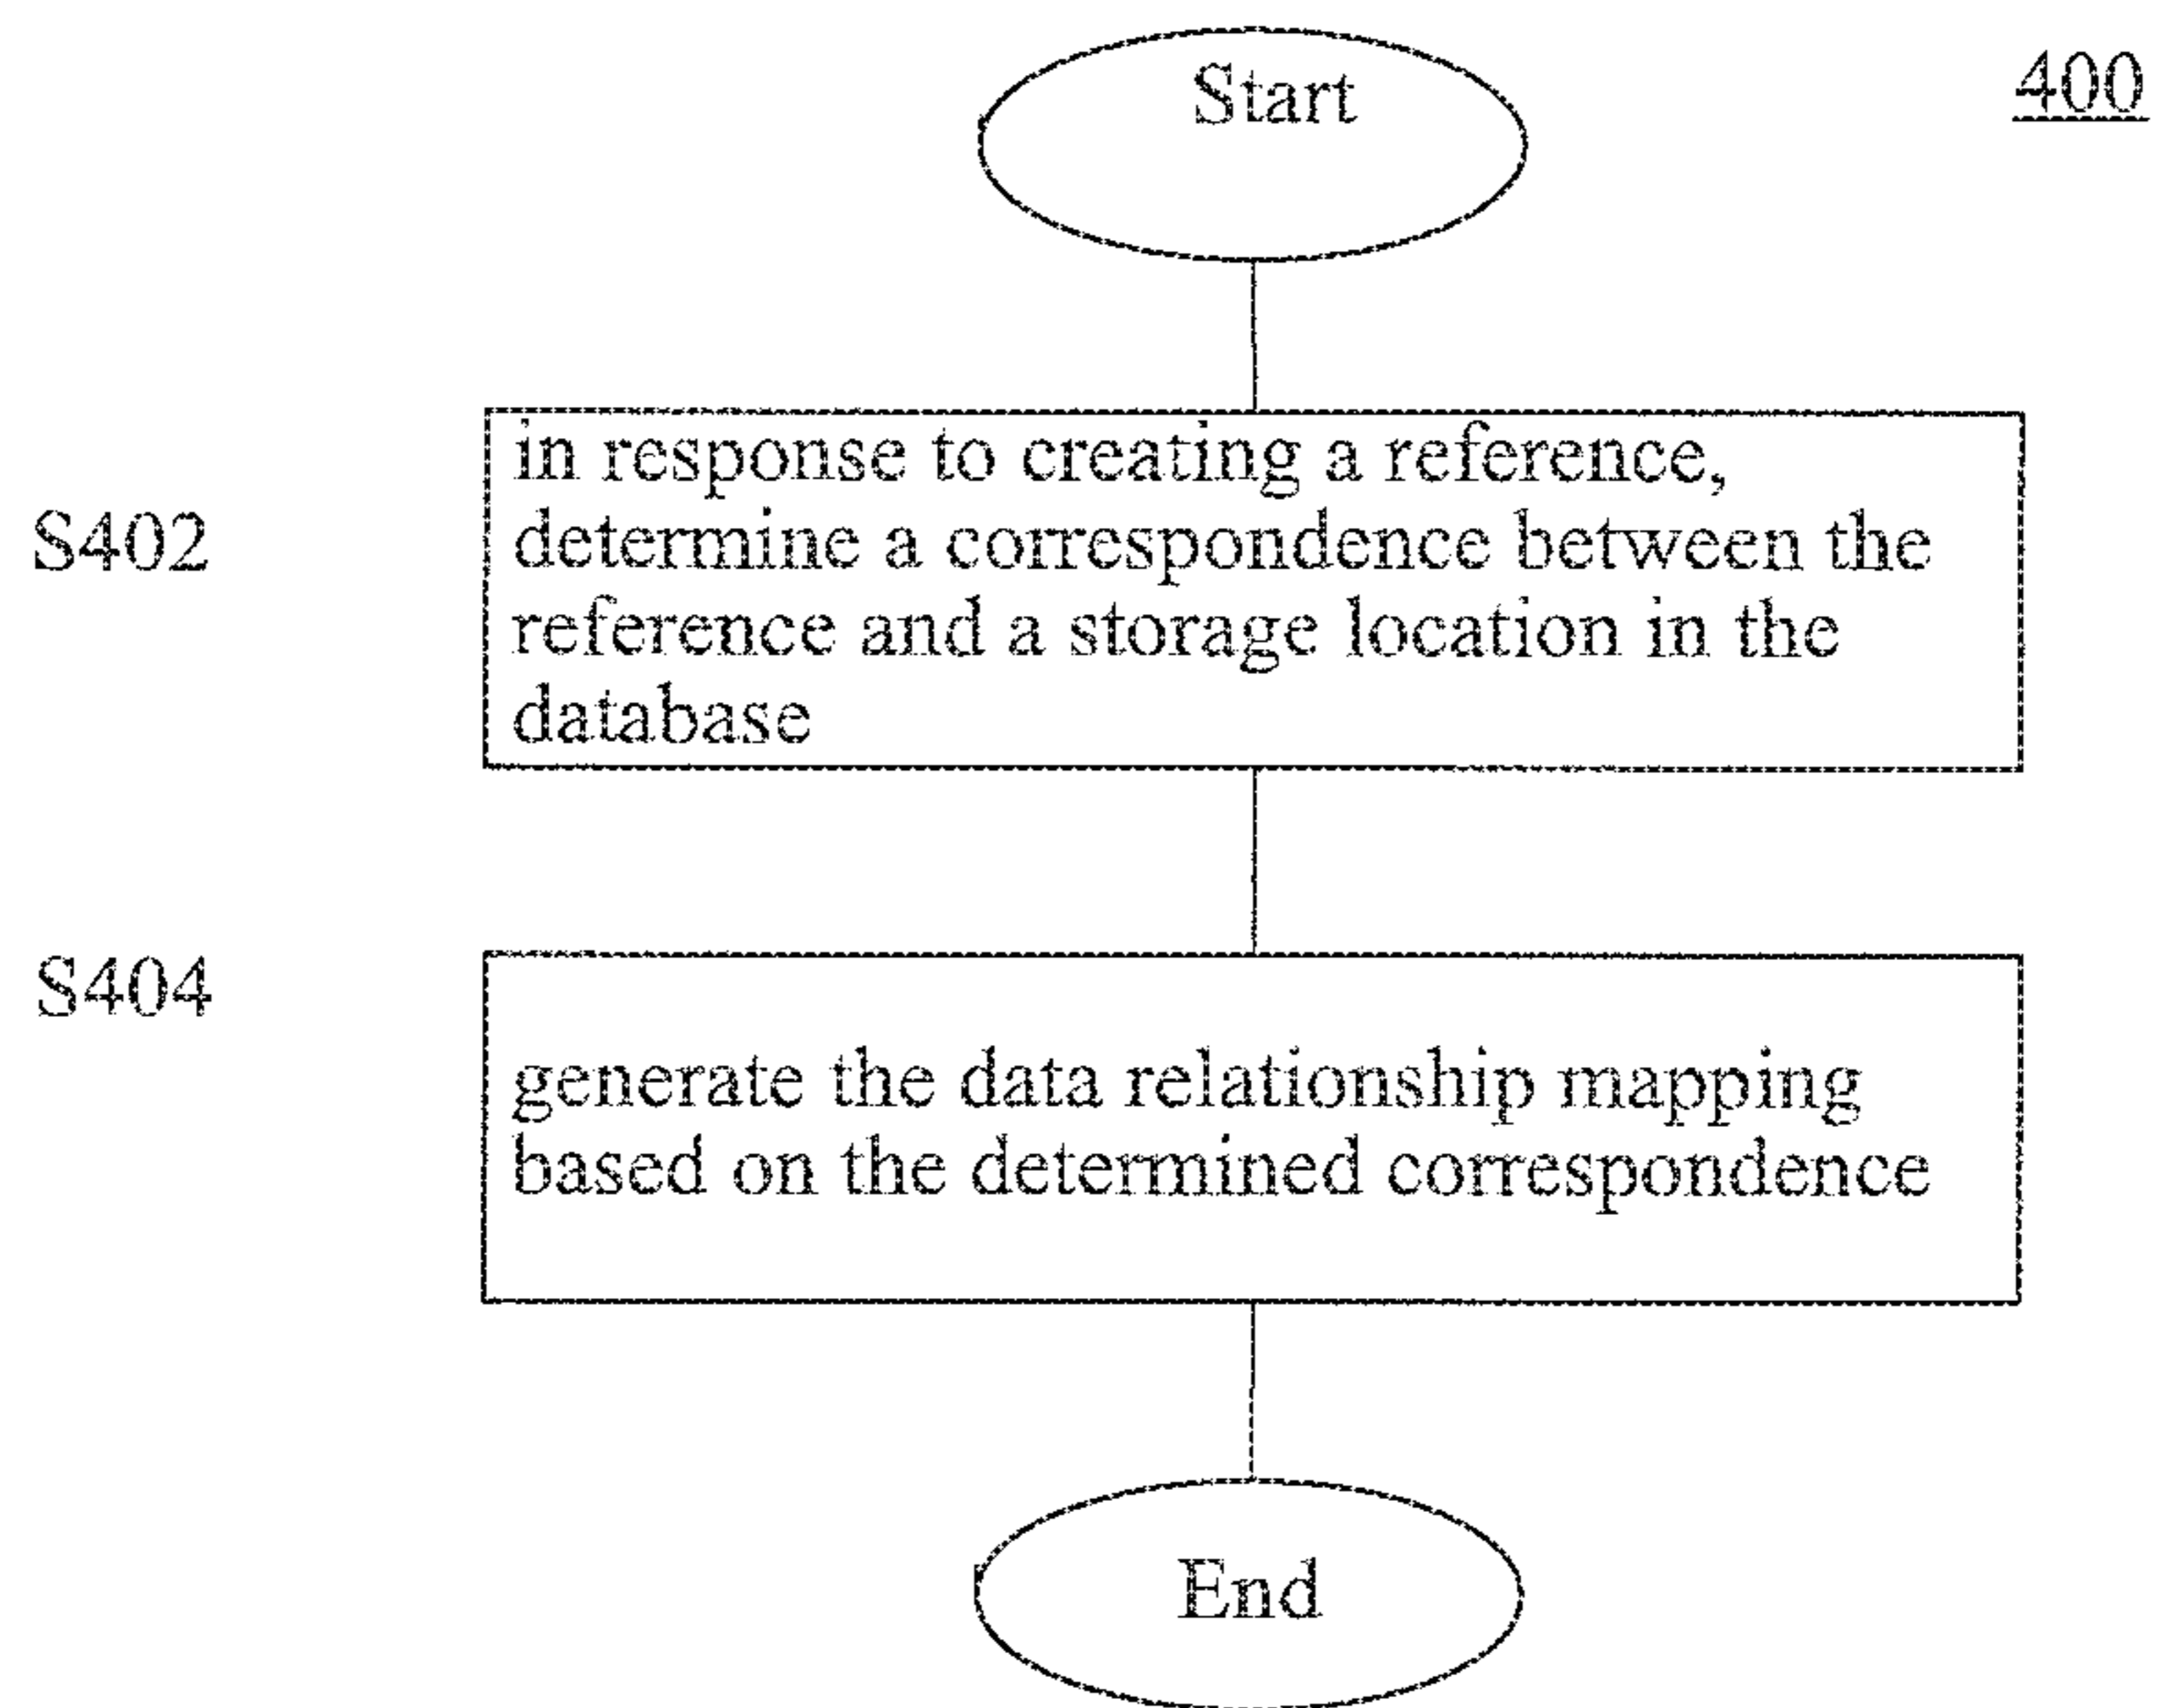 Start
400
S402
in response to creating a reference,
determine a correspondence between the
reference and a storage location in the
database
S404
generate the data relationship mapping
based on the determined correspondence
End